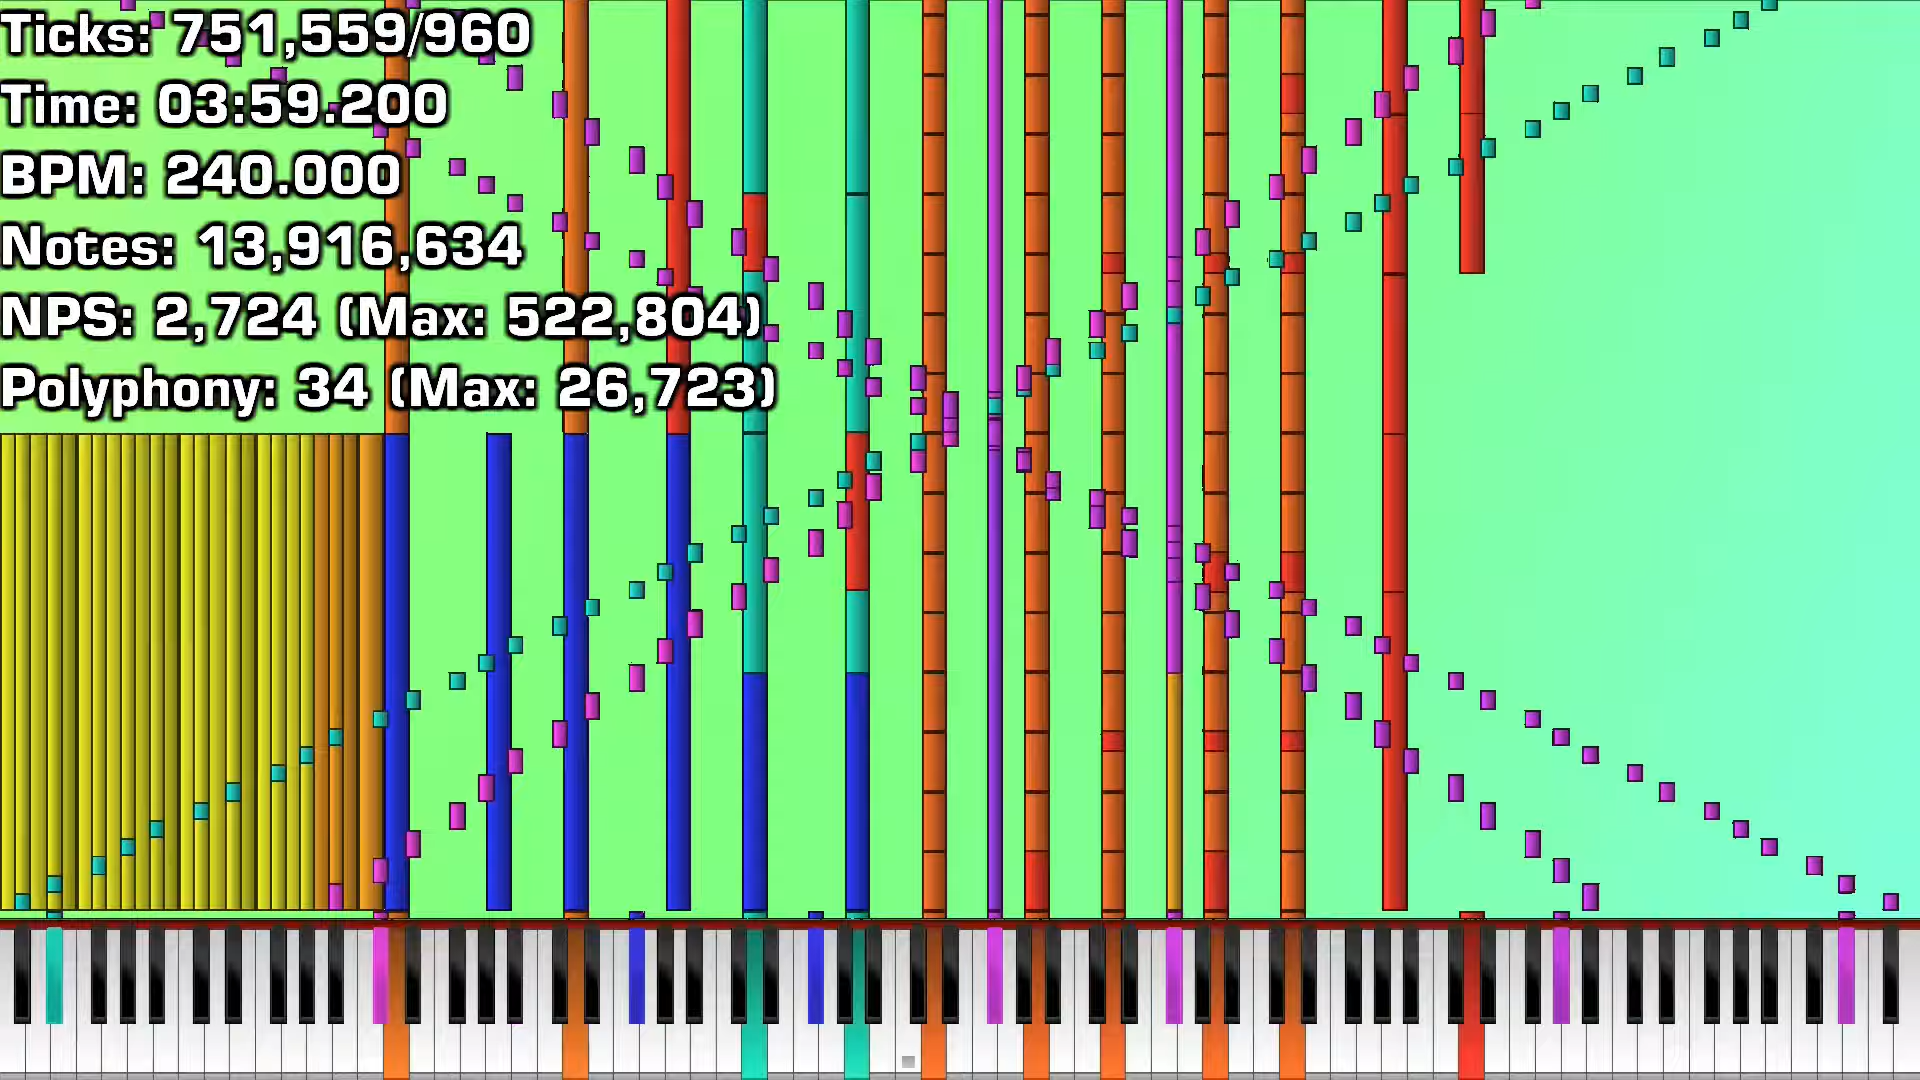 Ticks: 751,559/960
Time: 03:59.200
BPM: 240.000
Notes: 13,916,634
NPS: 2,724 (Max: 522,804)
Polyphony: 34 (Max: 26,723)